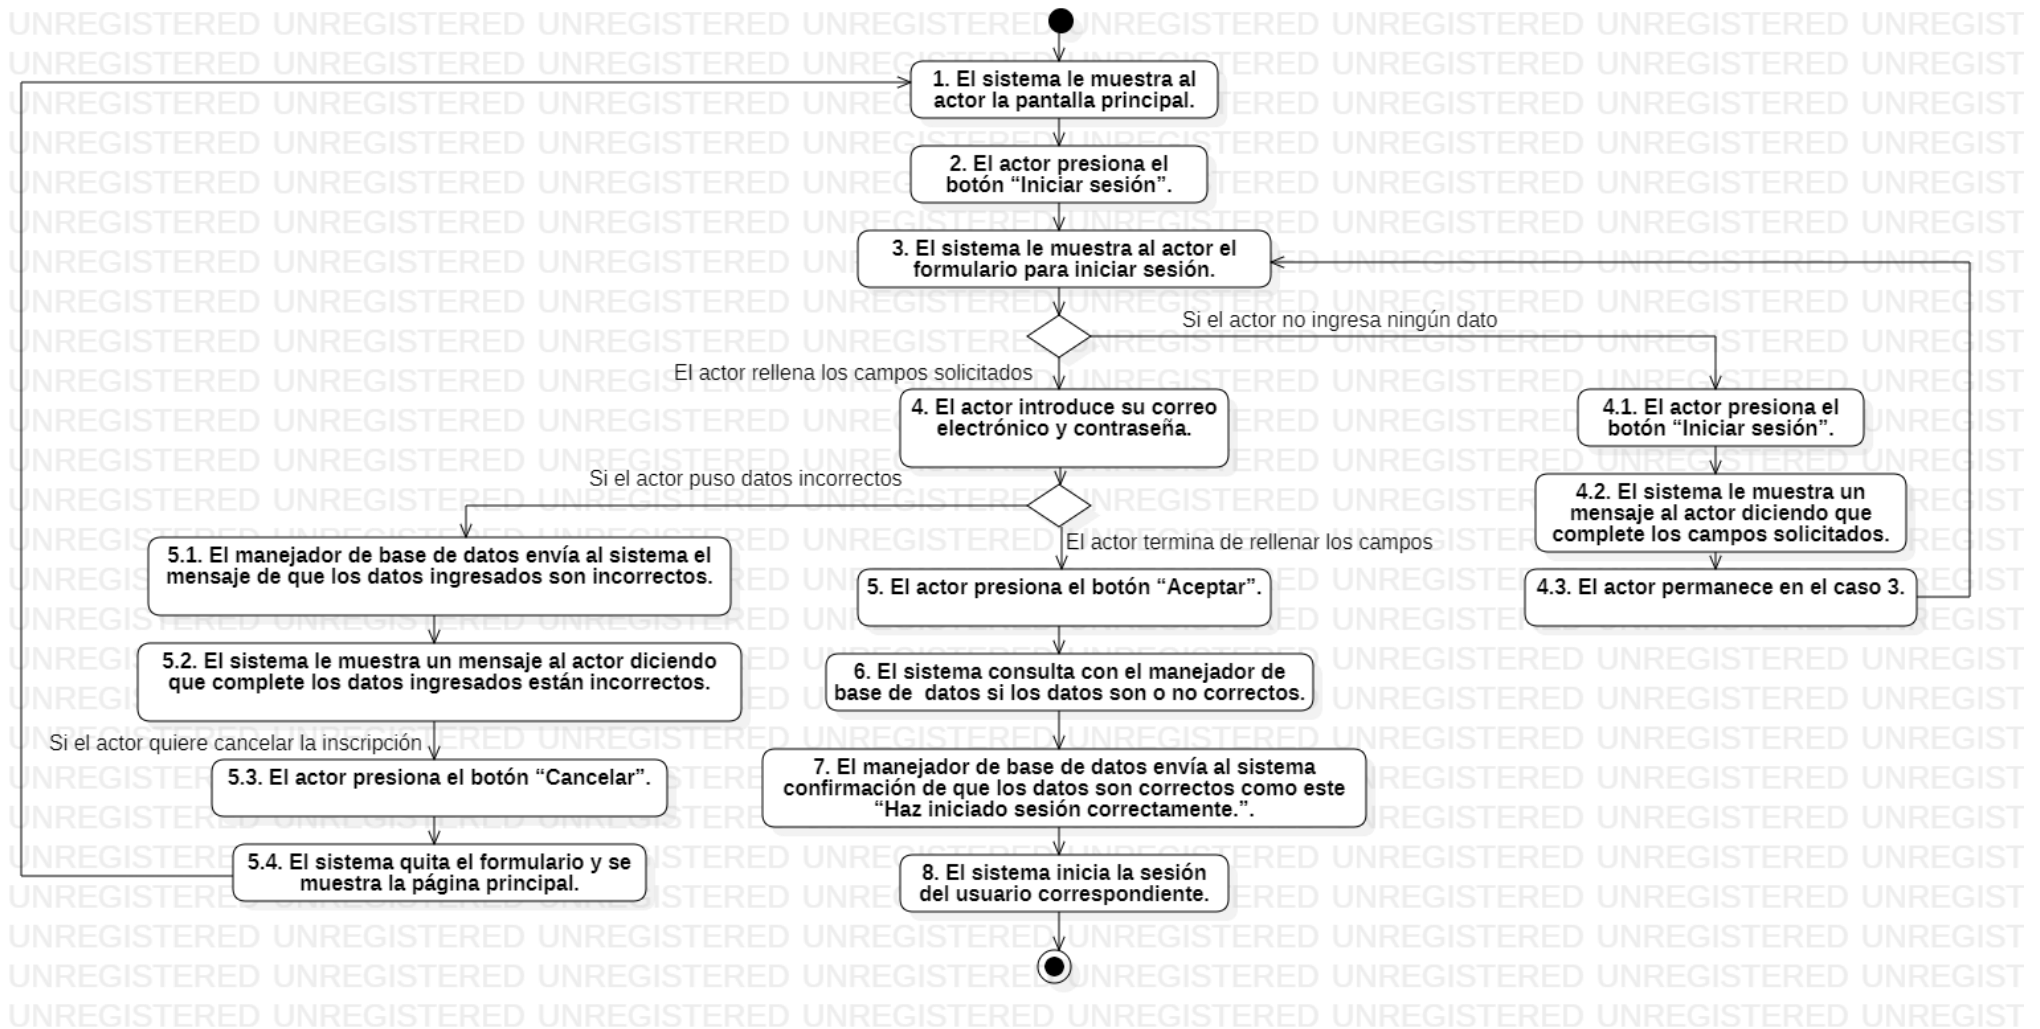 1. El sistema le muestra al
actor la pantalla principal.
2. El actor presiona el
botón “Iniciar sesión”.
3. El sistema le muestra al actor el
formulario para iniciar sesión.
Si el actor no ingresa ningún dato
El actor rellena los campos solicitados
4. El actor introduce su correo
electrónico y contraseña.
4.1. El actor presiona el
botón “Iniciar sesión”.
Si el actor puso datos incorrectos
4.2. El sistema le muestra un
mensaje al actor diciendo que
complete los campos solicitados.
El actor termina de rellenar los campos
5.1. El manejador de base de datos envía al sistema el
mensaje de que los datos ingresados son incorrectos.
5. El actor presiona el botón “Aceptar”.
4.3. El actor permanece en el caso 3.
5.2. El sistema le muestra un mensaje al actor diciendo
que complete los datos ingresados están incorrectos.
6. El sistema consulta con el manejador de
base de  datos si los datos son o no correctos.
Si el actor quiere cancelar la inscripción
5.3. El actor presiona el botón “Cancelar”.
7. El manejador de base de datos envía al sistema
confirmación de que los datos son correctos como este
“Haz iniciado sesión correctamente.”.
5.4. El sistema quita el formulario y se
muestra la página principal.
8. El sistema inicia la sesión
del usuario correspondiente.
UNREGISTERED UNREGISTERED UNREGISTERED UNREGISTERED UNREGISTERED UNREGISTERED UNREGISTERED UNREGIST